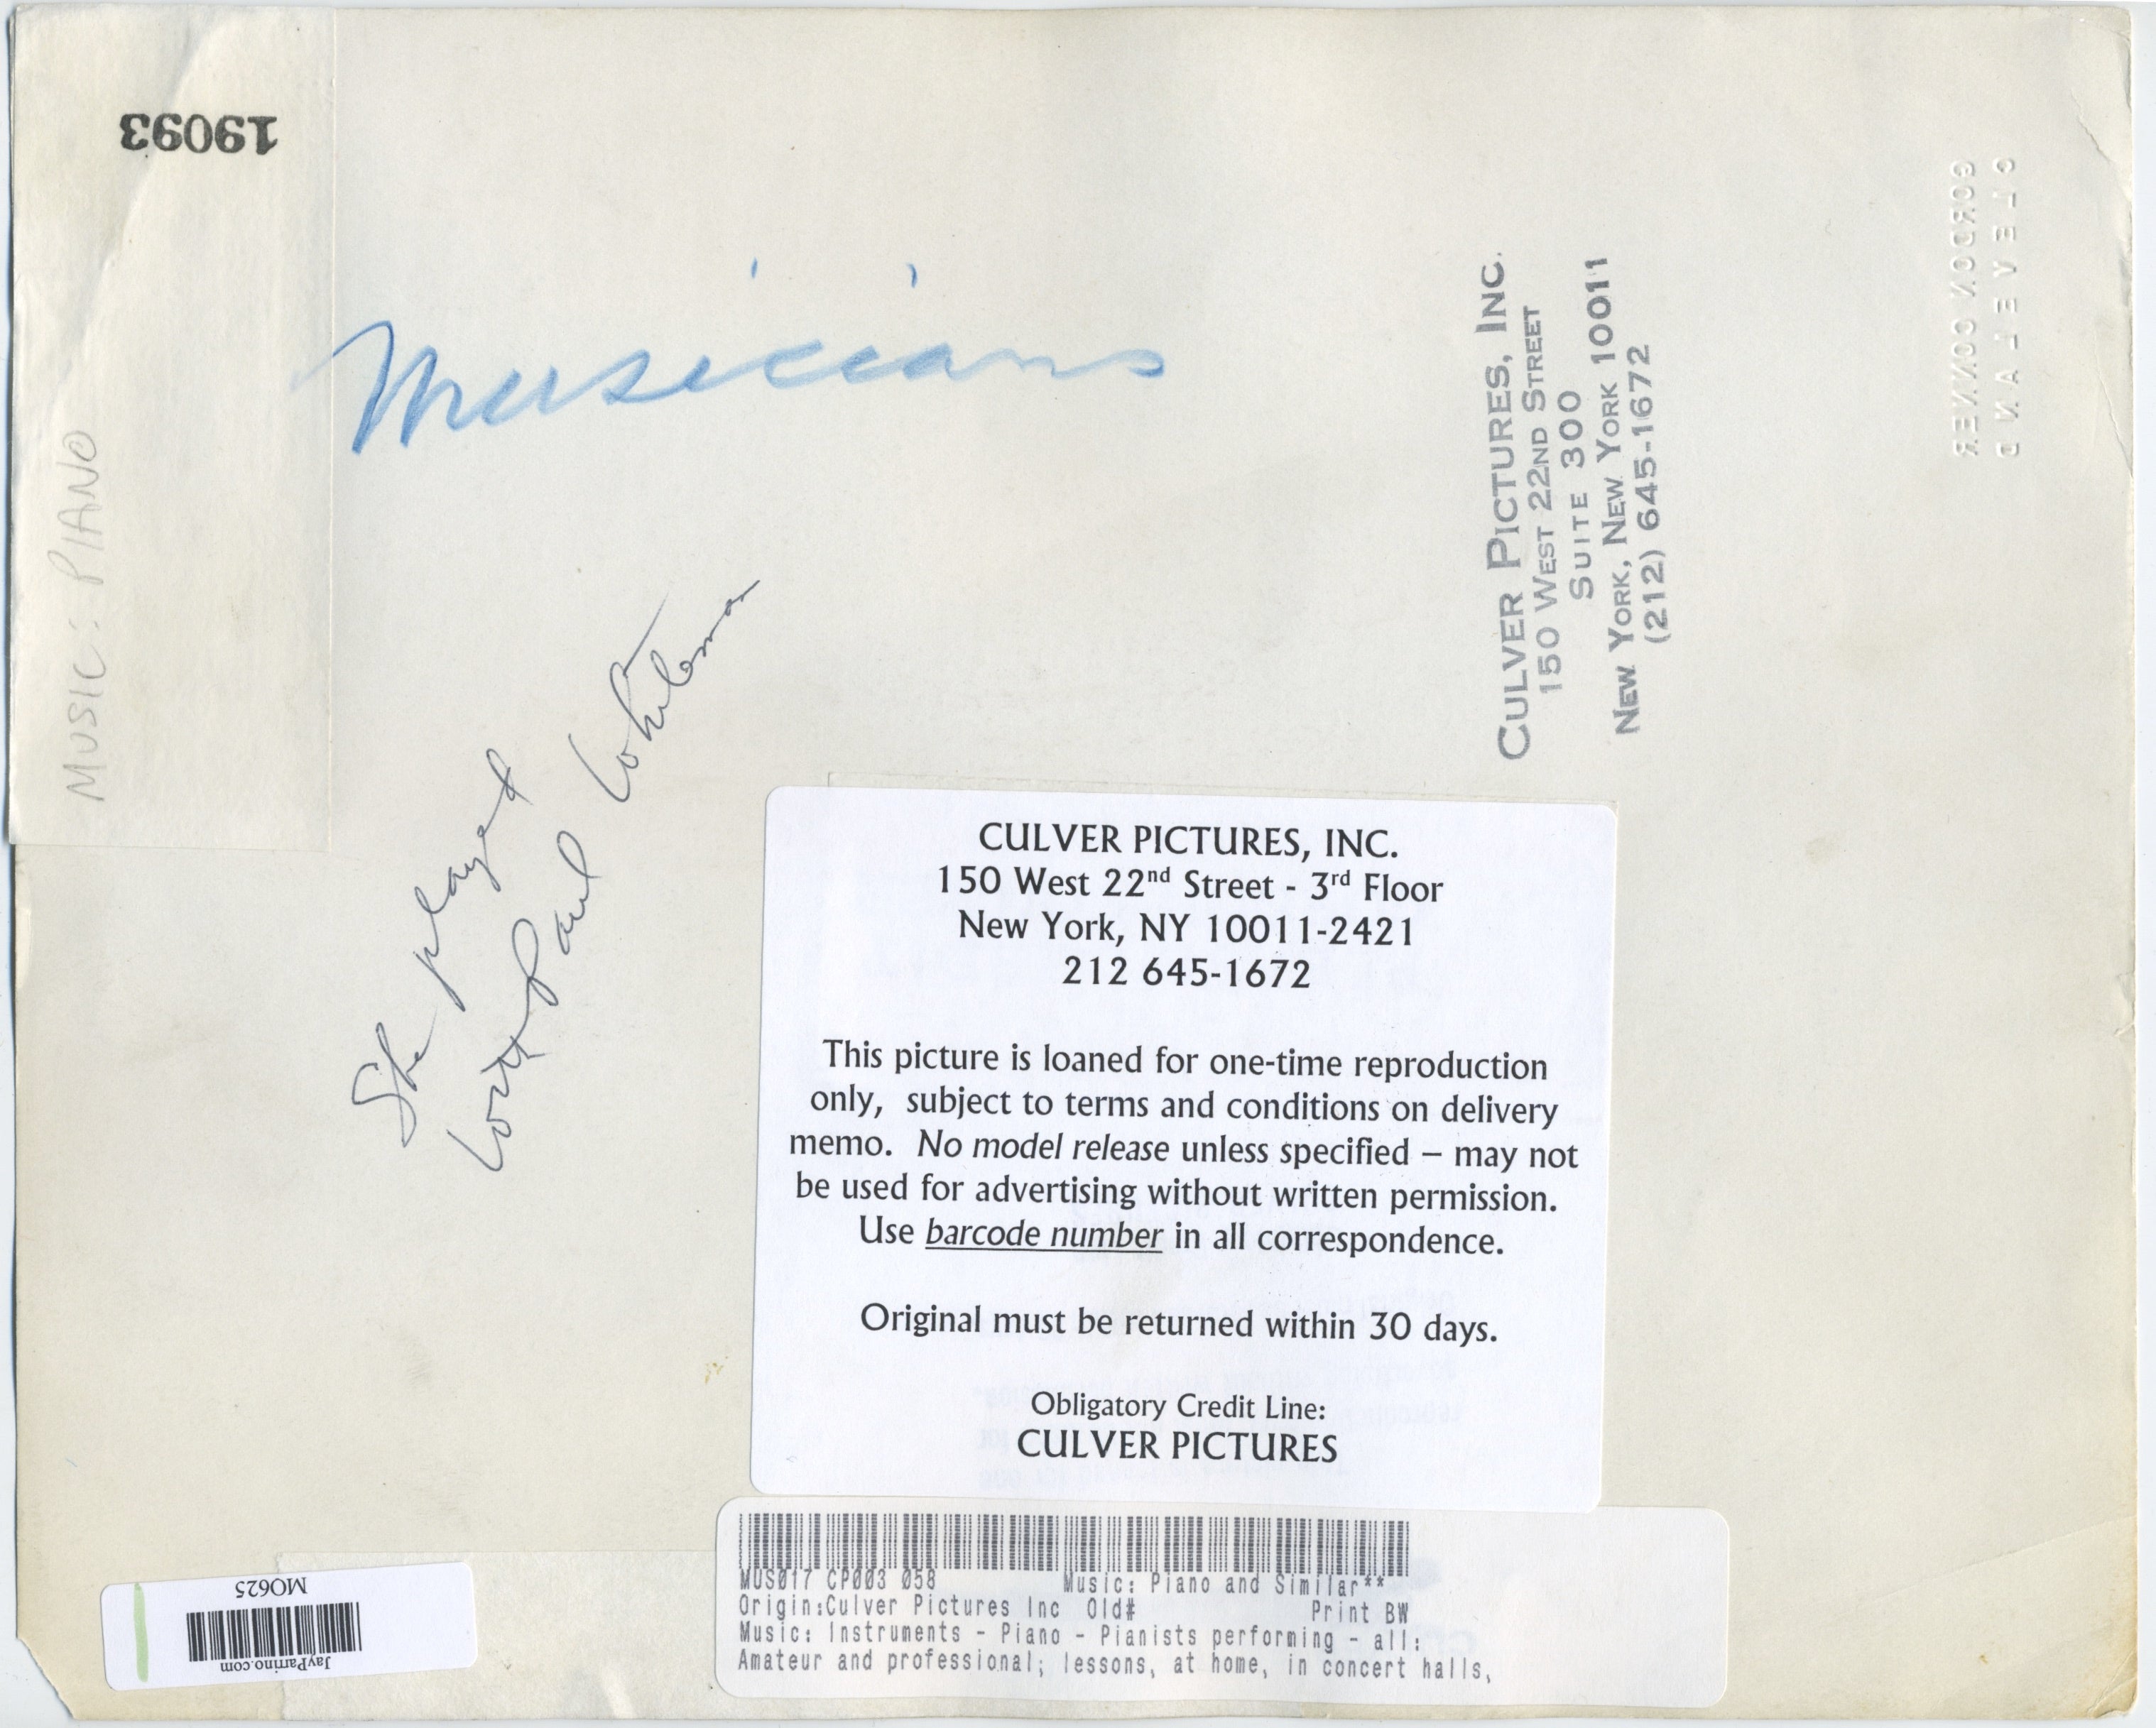 19093
MUSIC: PIANO
Musicians
She played
with Paul Whiteman
CULVER PICTURES, INC.
150 WEST 22ND STREET
SUITE 300
NEW YORK, NEW YORK 10011
(212) 645-1672
GORDON CONNER
CLEVELAND
CULVER PICTURES, INC.
150 West 22nd Street - 3rd Floor
New York, NY 10011-2421
212 645-1672
This picture is loaned for one-time reproduction
only, subject to terms and conditions on delivery
memo. No model release unless specified – may not
be used for advertising without written permission.
Use barcode number in all correspondence.
Original must be returned within 30 days.
Obligatory Credit Line:
CULVER PICTURES
MUS017 CP003 058 Music: Piano and Similar**
Origin:Culver Pictures Inc Old# Print BW
Music: Instruments - Piano - Pianists performing - all:
Amateur and professional; lessons, at home, in concert halls,
MO625
JayParrino.com